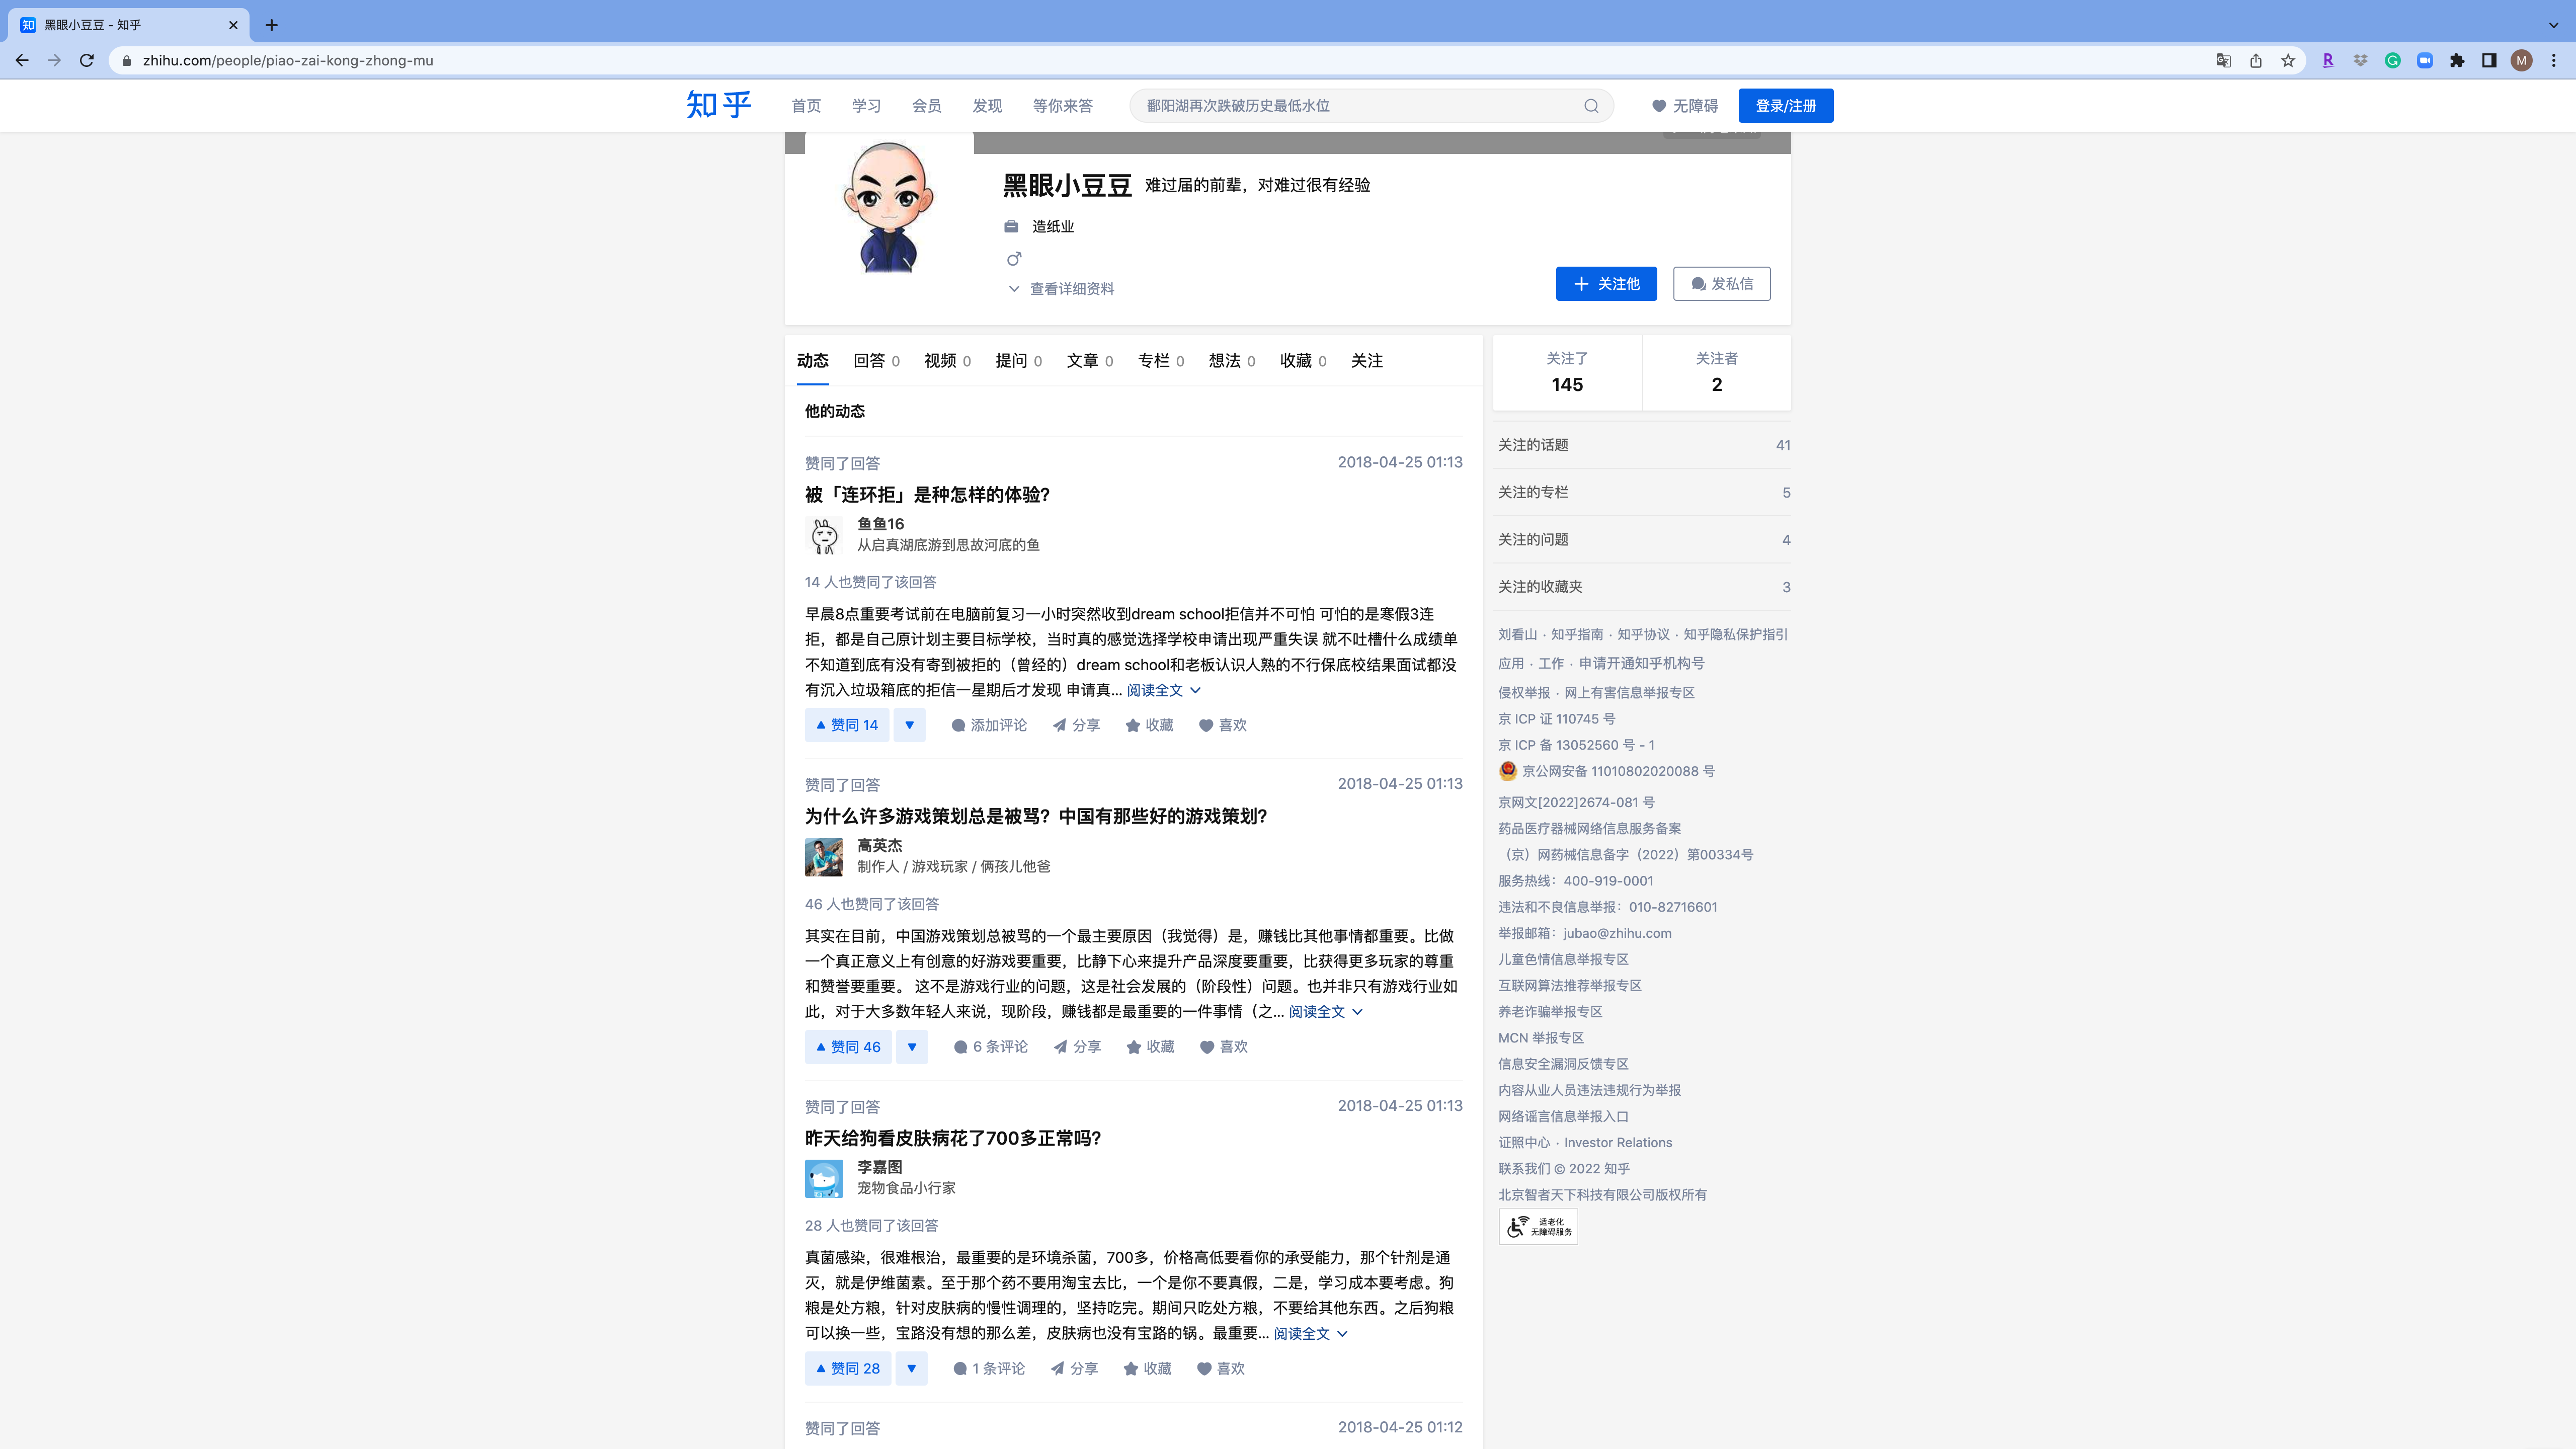 黑眼小豆豆 - 知乎
zhihu.com/people/piao-zai-kong-zhong-mu
M
知乎 首页 学习 会员 发现 等你来答 鄱阳湖再次跌破历史最低水位 无障碍 登录/注册
黑眼小豆豆 难过届的前辈，对难过很有经验
造纸业
查看详细资料
关注他 发私信
动态 回答 0 视频 0 提问 0 文章 0 专栏 0 想法 0 收藏 0 关注
他的动态
赞同了回答 2018-04-25 01:13
被「连环拒」是种怎样的体验？
鱼鱼16
从启真湖底游到思故河底的鱼
14 人也赞同了该回答
早晨8点重要考试前在电脑前复习一小时突然收到dream school拒信并不可怕 可怕的是寒假3连
拒，都是自己原计划主要目标学校，当时真的感觉选择学校申请出现严重失误 就不吐槽什么成绩单
不知道到底有没有寄到被拒的（曾经的）dream school和老板认识人熟的不行保底校结果面试都没
有沉入垃圾箱底的拒信一星期后才发现 申请真... 阅读全文
赞同 14 添加评论 分享 收藏 喜欢
赞同了回答 2018-04-25 01:13
为什么许多游戏策划总是被骂？中国有那些好的游戏策划？
高英杰
制作人 / 游戏玩家 / 俩孩儿他爸
46 人也赞同了该回答
其实在目前，中国游戏策划总被骂的一个最主要原因（我觉得）是，赚钱比其他事情都重要。比做
一个真正意义上有创意的好游戏要重要，比静下心来提升产品深度要重要，比获得更多玩家的尊重
和赞誉要重要。 这不是游戏行业的问题，这是社会发展的（阶段性）问题。也并非只有游戏行业如
此，对于大多数年轻人来说，现阶段，赚钱都是最重要的一件事情（之... 阅读全文
赞同 46 6 条评论 分享 收藏 喜欢
赞同了回答 2018-04-25 01:13
昨天给狗看皮肤病花了700多正常吗？
李嘉图
宠物食品小行家
28 人也赞同了该回答
真菌感染，很难根治，最重要的是环境杀菌，700多，价格高低要看你的承受能力，那个针剂是通
灭，就是伊维菌素。至于那个药不要用淘宝去比，一个是你不要真假，二是，学习成本要考虑。狗
粮是处方粮，针对皮肤病的慢性调理的，坚持吃完。期间只吃处方粮，不要给其他东西。之后狗粮
可以换一些，宝路没有想的那么差，皮肤病也没有宝路的锅。最重要... 阅读全文
赞同 28 1 条评论 分享 收藏 喜欢
赞同了回答 2018-04-25 01:12
关注了 关注者
145 2
关注的话题 41
关注的专栏 5
关注的问题 4
关注的收藏夹 3
刘看山 · 知乎指南 · 知乎协议 · 知乎隐私保护指引
应用 · 工作 · 申请开通知乎机构号
侵权举报 · 网上有害信息举报专区
京 ICP 证 110745 号
京 ICP 备 13052560 号 - 1
京公网安备 11010802020088 号
京网文[2022]2674-081 号
药品医疗器械网络信息服务备案
（京）网药械信息备字（2022）第00334号
服务热线：400-919-0001
违法和不良信息举报：010-82716601
举报邮箱：jubao@zhihu.com
儿童色情信息举报专区
互联网算法推荐举报专区
养老诈骗举报专区
MCN 举报专区
信息安全漏洞反馈专区
内容从业人员违法违规行为举报
网络谣言信息举报入口
证照中心 · Investor Relations
联系我们 © 2022 知乎
北京智者天下科技有限公司版权所有
适老化
无障碍服务